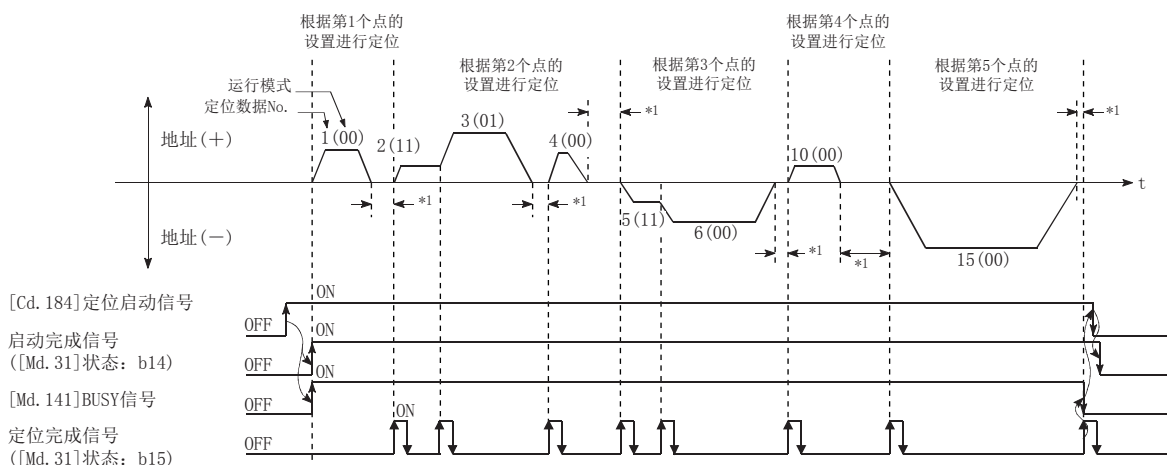 根据第1个点的
设置进行定位
根据第2个点的
设置进行定位
根据第3个点的
设置进行定位
根据第4个点的
设置进行定位
根据第5个点的
设置进行定位
运行模式
定位数据No.
地址(+)
地址(-)
1(00)
2(11)
3(01)
4(00)
5(11)
6(00)
10(00)
15(00)
*1
*1
*1
*1
*1
*1
t
[Cd.184]定位启动信号
OFF
ON
启动完成信号
([Md.31]状态：b14)
OFF
ON
[Md.141]BUSY信号
OFF
ON
定位完成信号
([Md.31]状态：b15)
OFF
ON